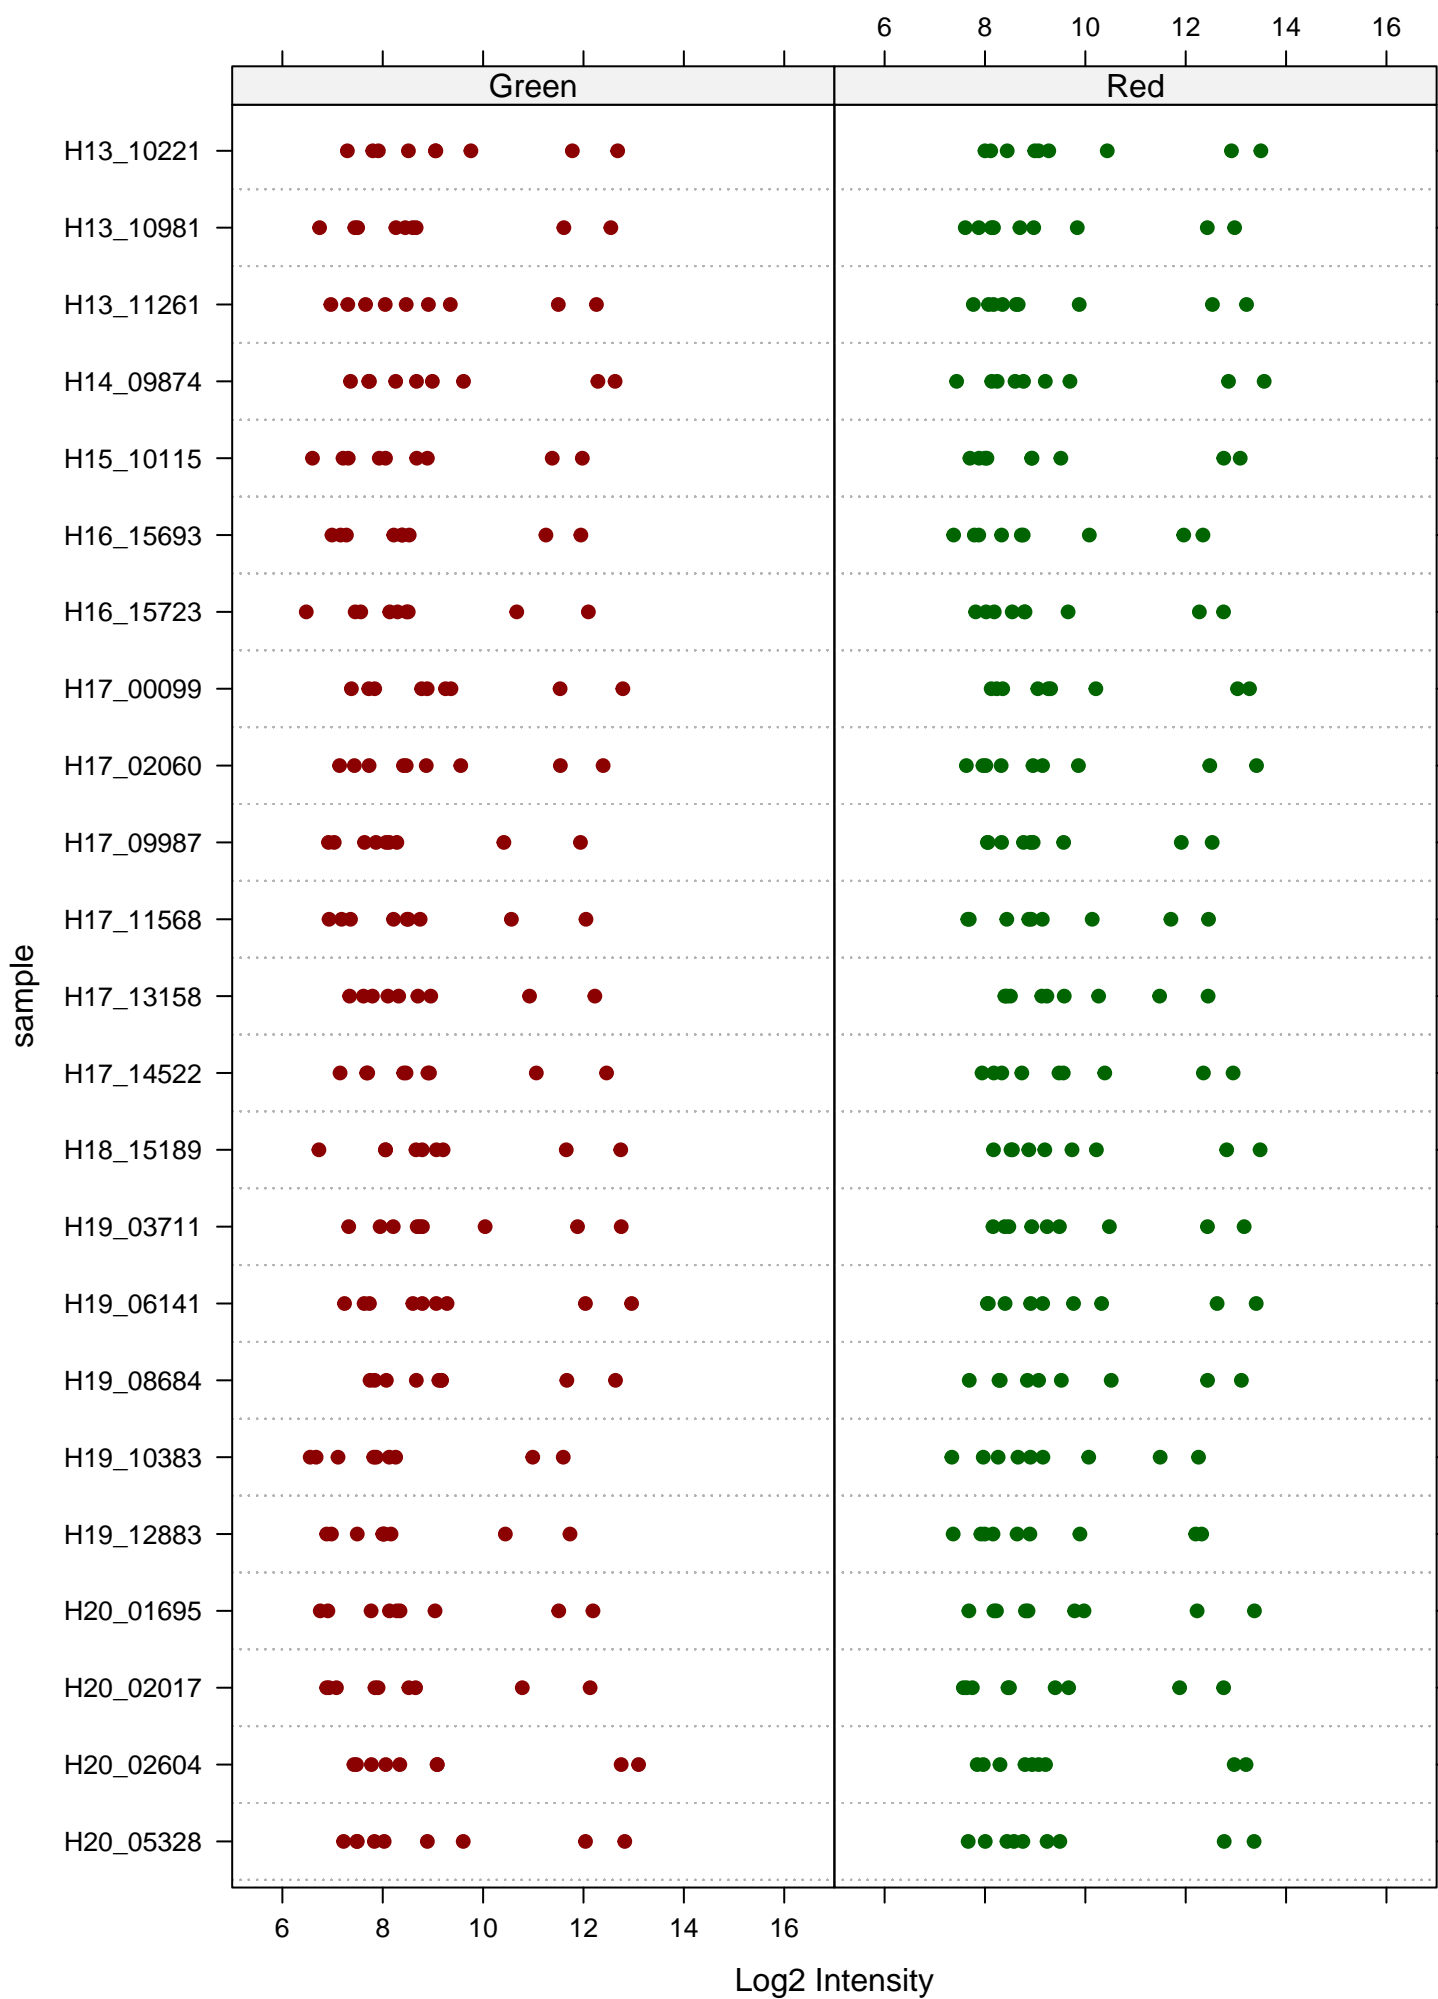 6 8 10 12 14 16
Green Red
H13_10221
H13_10981
H13_11261
H14_09874
H15_10115
H16_15693
H16_15723
H17_00099
H17_02060
H17_09987
H17_11568
H17_13158
H17_14522
H18_15189
H19_03711
H19_06141
H19_08684
H19_10383
H19_12883
H20_01695
H20_02017
H20_02604
H20_05328
sample
6 8 10 12 14 16
Log2 Intensity